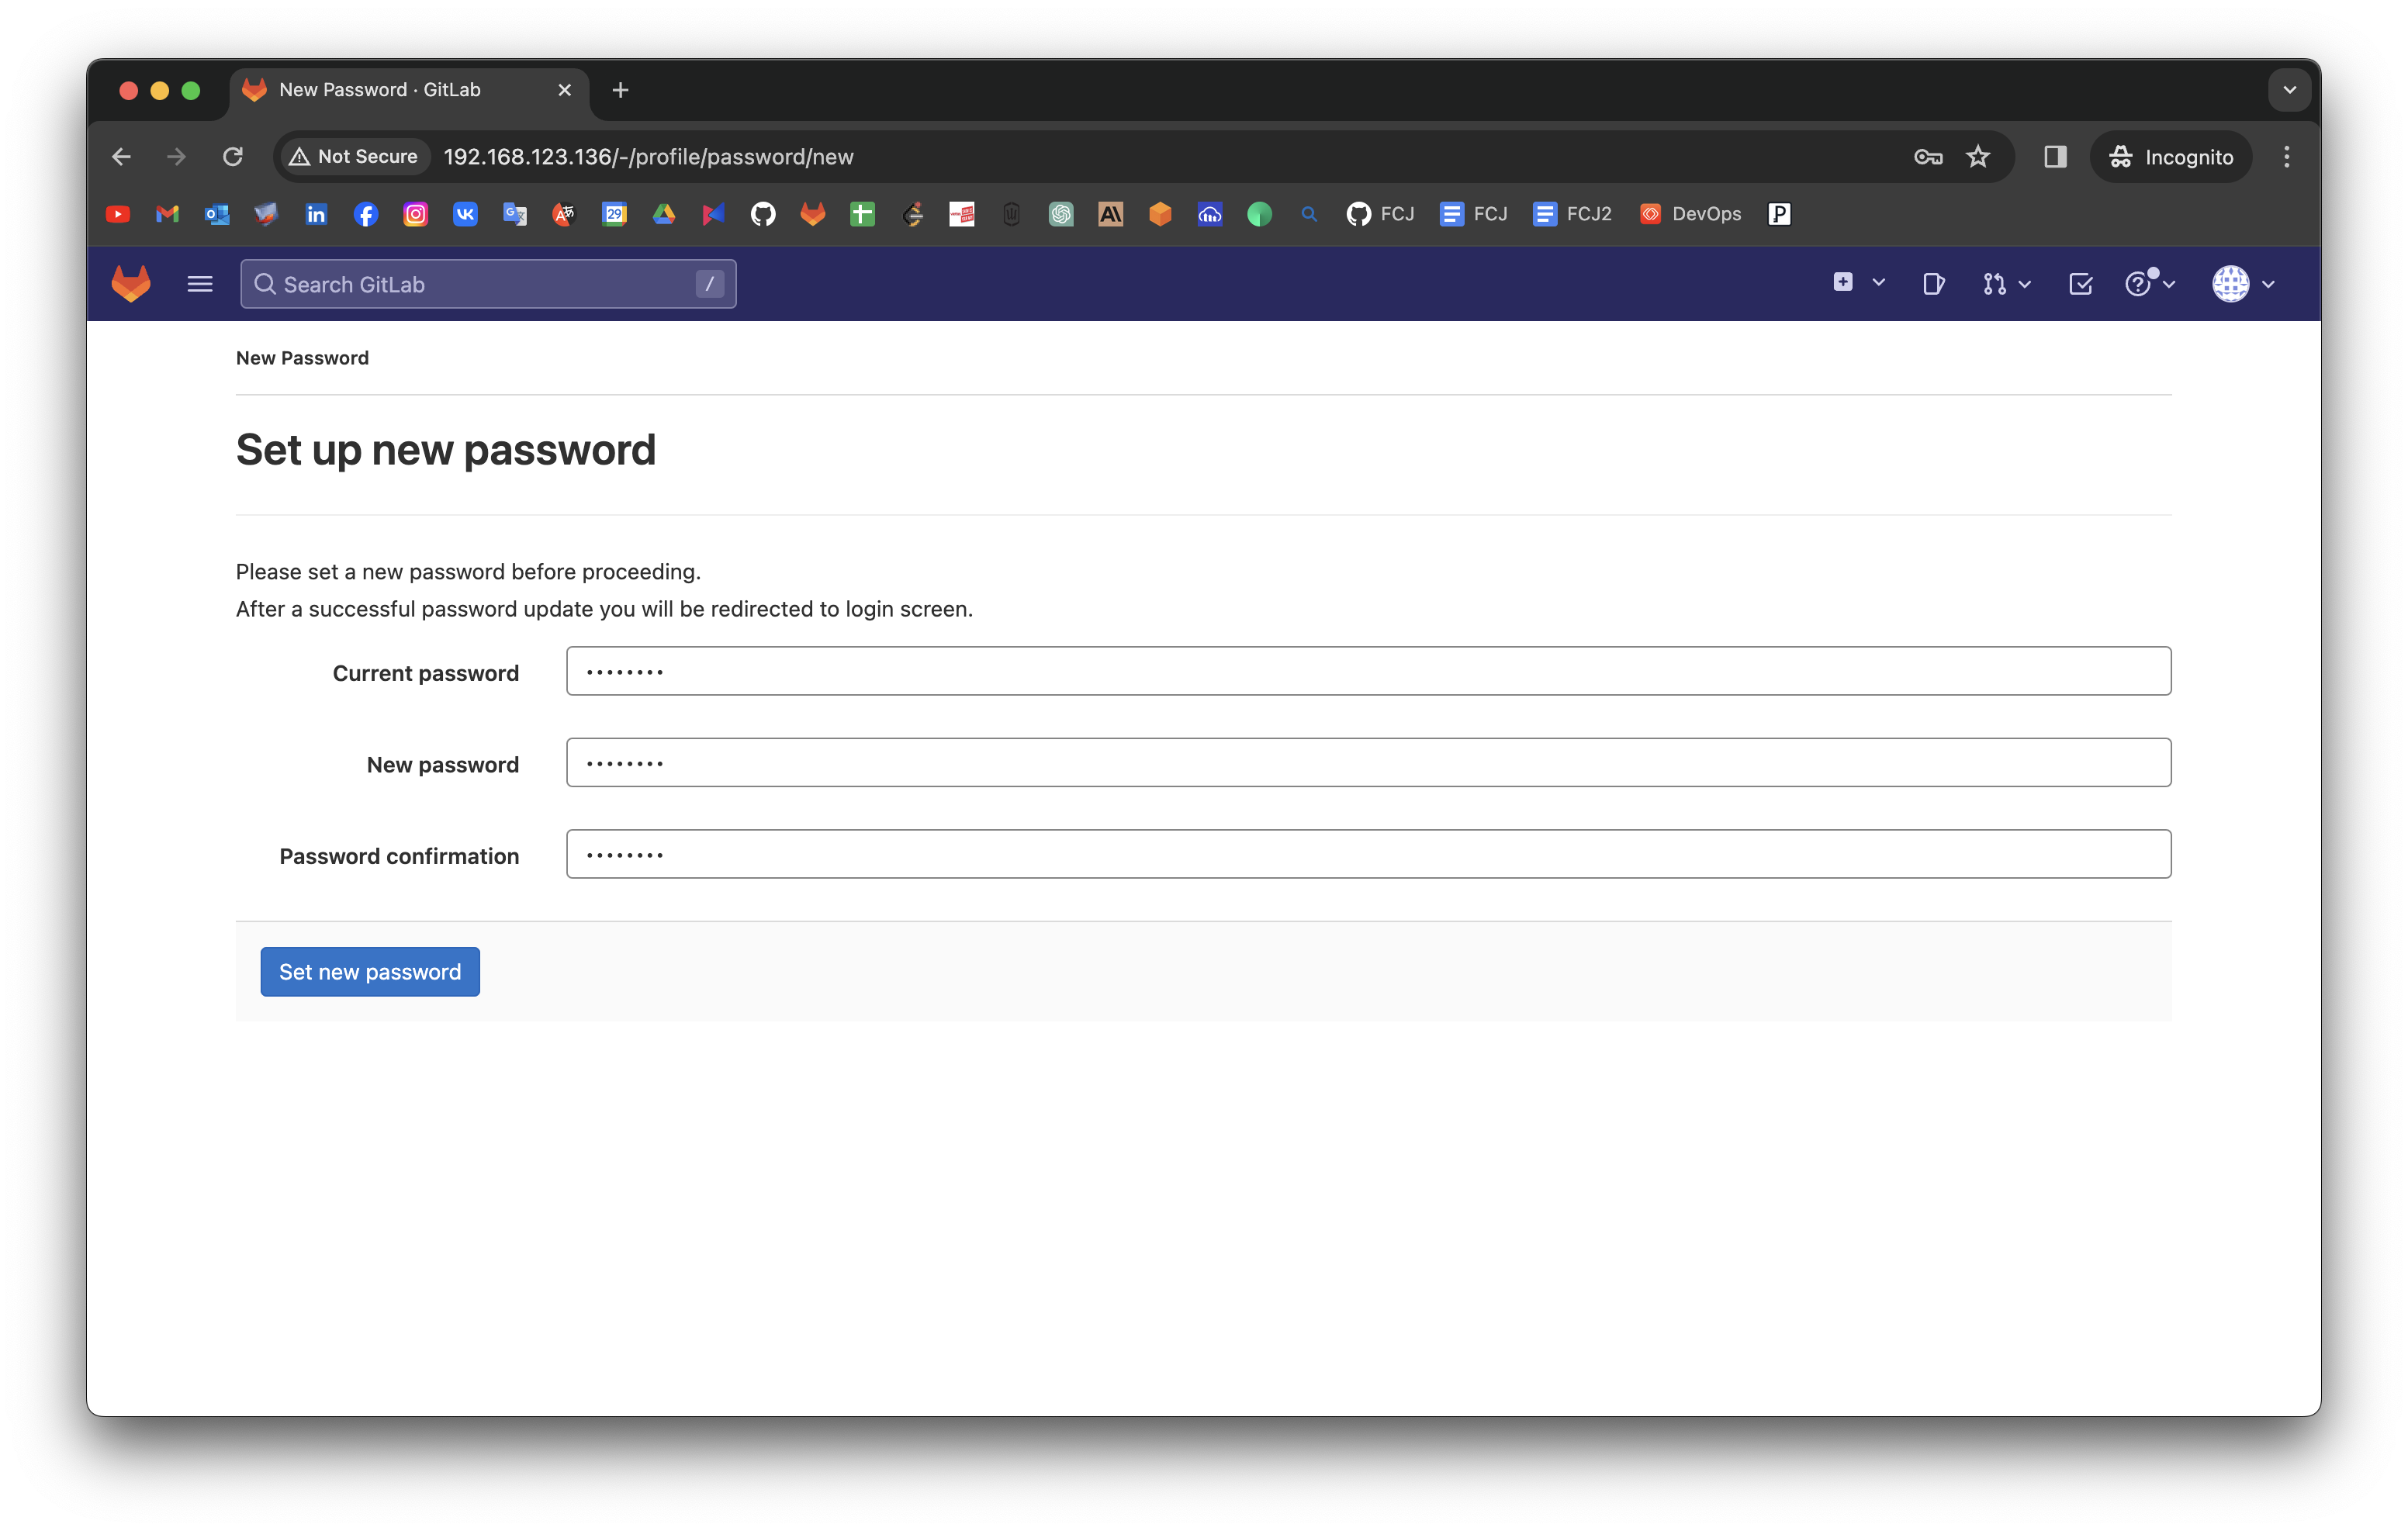 New Password · GitLab
Not Secure 192.168.123.136/-/profile/password/new Incognito
29 FCJ FCJ FCJ2 DevOps P
Search GitLab /
New Password
Set up new password
Please set a new password before proceeding.
After a successful password update you will be redirected to login screen.
Current password ••••••••
New password ••••••••
Password confirmation ••••••••
Set new password